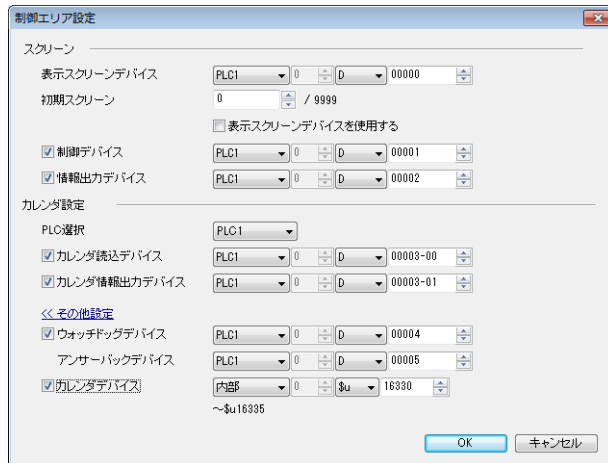 制御エリア設定
スクリーン
表示スクリーンデバイス PLC1 0 D 00000
初期スクリーン 0 / 9999
表示スクリーンデバイスを使用する
制御デバイス PLC1 0 D 00001
情報出力デバイス PLC1 0 D 00002
カレンダ設定
PLC選択 PLC1
カレンダ読込デバイス PLC1 0 D 00003-00
カレンダ情報出力デバイス PLC1 0 D 00003-01
<< その他設定
ウォッチドッグデバイス PLC1 0 D 00004
アンサーバックデバイス PLC1 0 D 00005
カレンダデバイス 内部 0 $u 16330
～$u16335
OK キャンセル